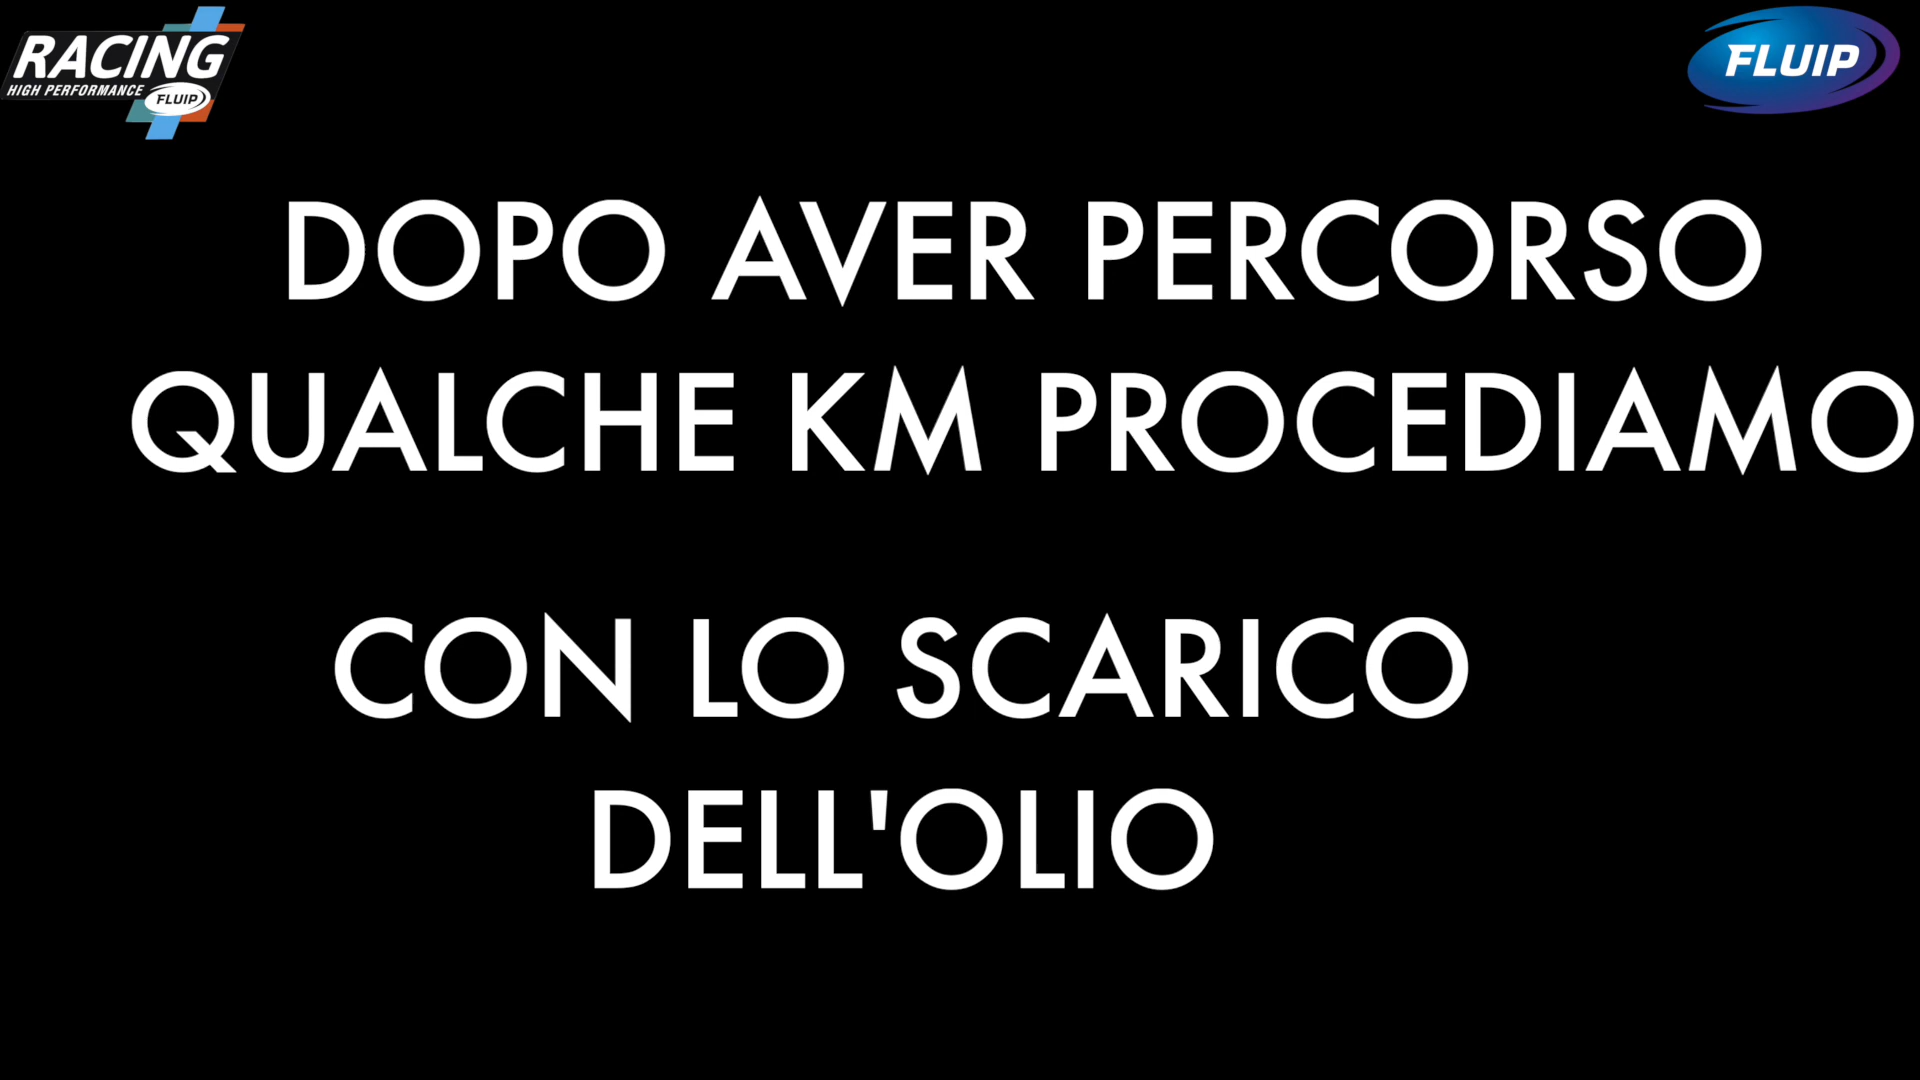 RACING
HIGH PERFORMANCE
FLUIP
FLUIP
DOPO AVER PERCORSO
QUALCHE KM PROCEDIAMO
CON LO SCARICO
DELL'OLIO